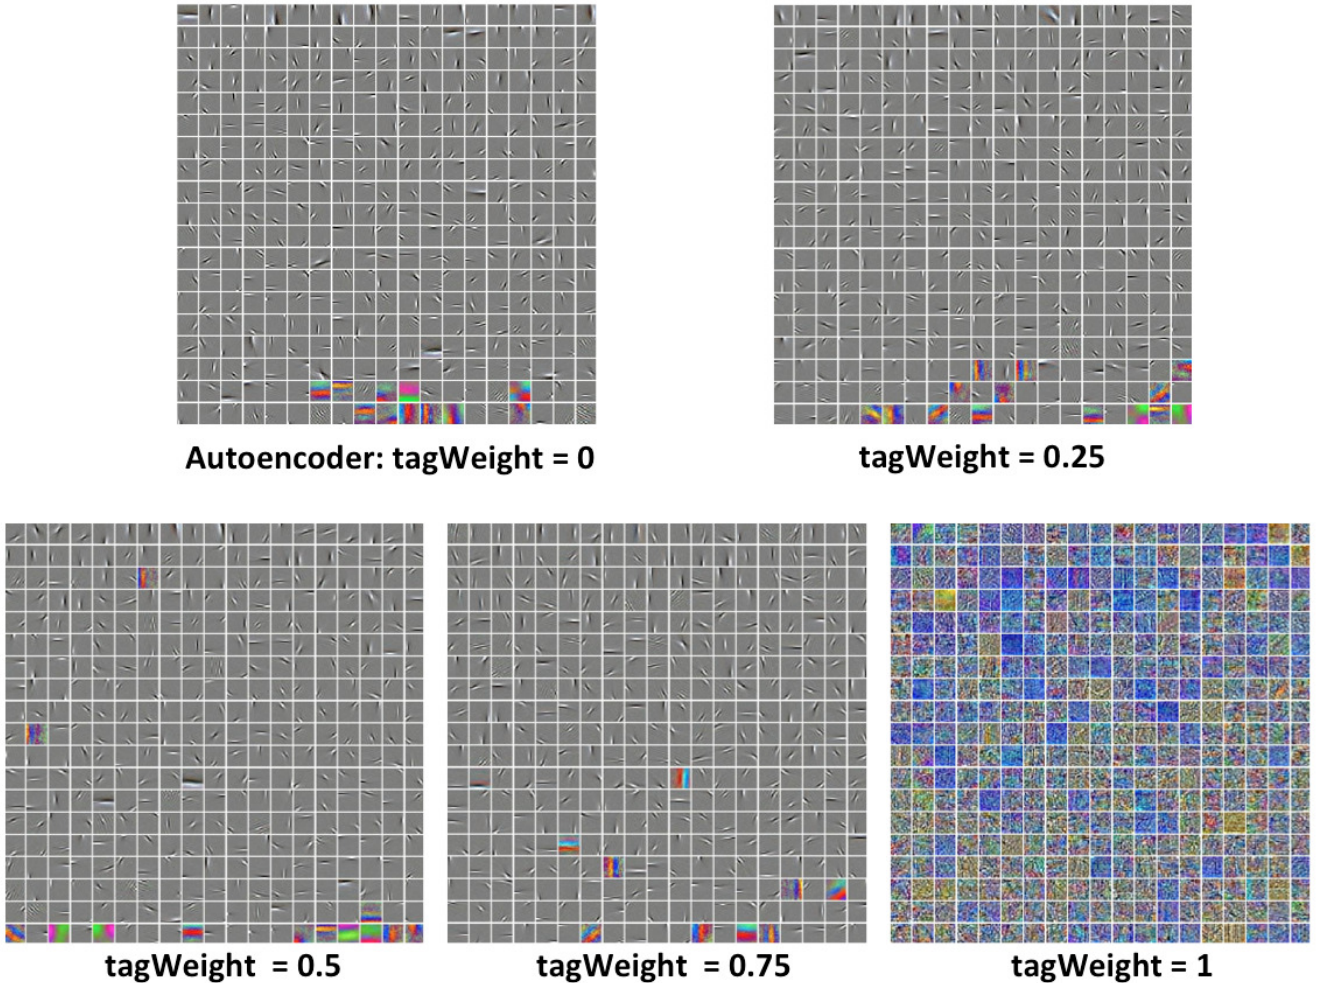 Autoencoder: tagWeight = 0
tagWeight = 0.25
tagWeight = 0.5
tagWeight = 0.75
tagWeight = 1